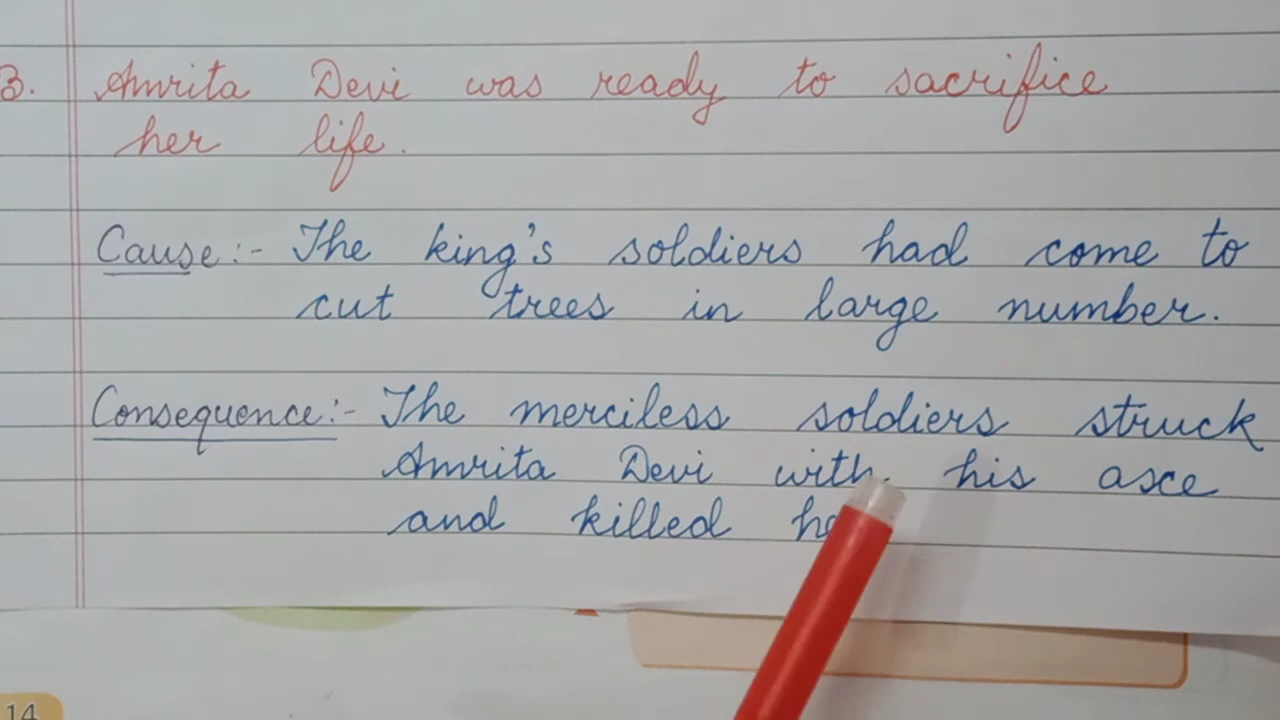 3. Amrita Devi was ready to sacrifice
her life.
Cause:- The king's soldiers had come to
cut trees in large number.
Consequence:- The merciless soldiers struck
Amrita Devi with his axe
and killed
14